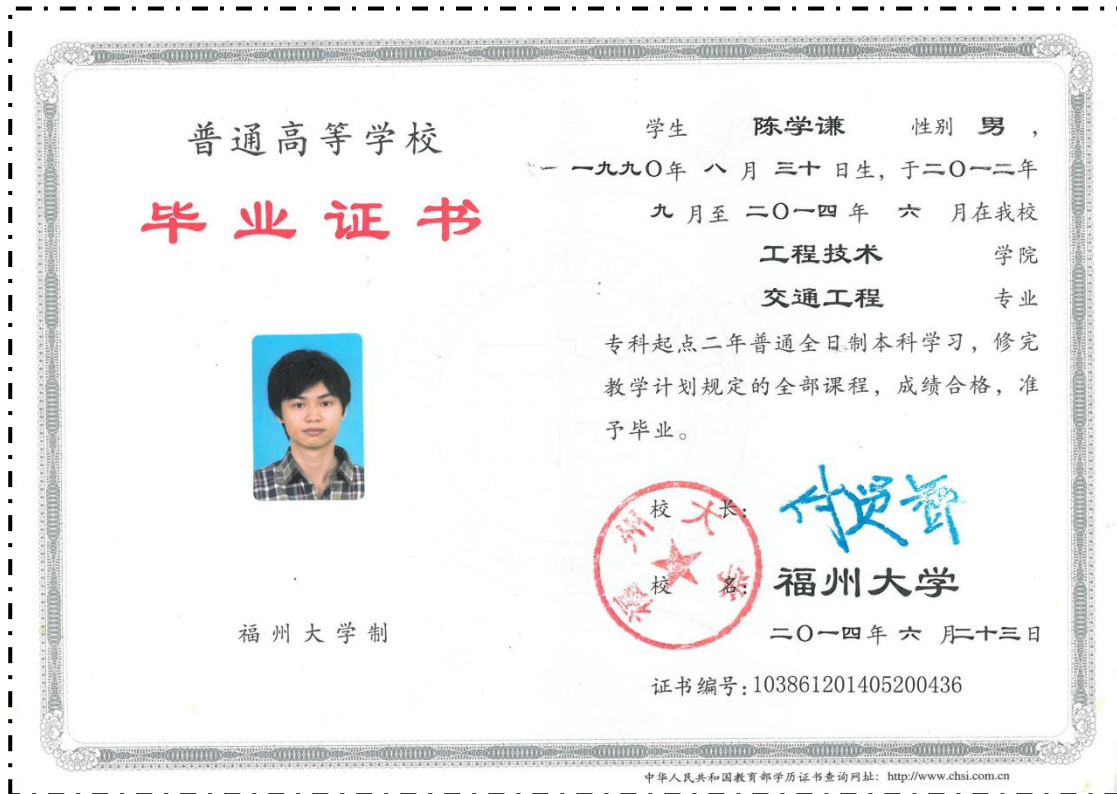 普通高等学校
毕业证书
福州大学制
学生 陈学谦 性别 男 ,
一九九〇年 八 月 三十 日生, 于二〇一二年
九 月至 二〇一四 年 六 月在我校
工程技术 学院
交通工程 专业
专科起点二年普通全日制本科学习, 修完
教学计划规定的全部课程, 成绩合格, 准
予毕业。
校 长:
校 名: 福州大学
福州大学
二〇一四年 六 月二十三日
证书编号:103861201405200436
中华人民共和国教育部学历证书查询网址: http://www.chsi.com.cn